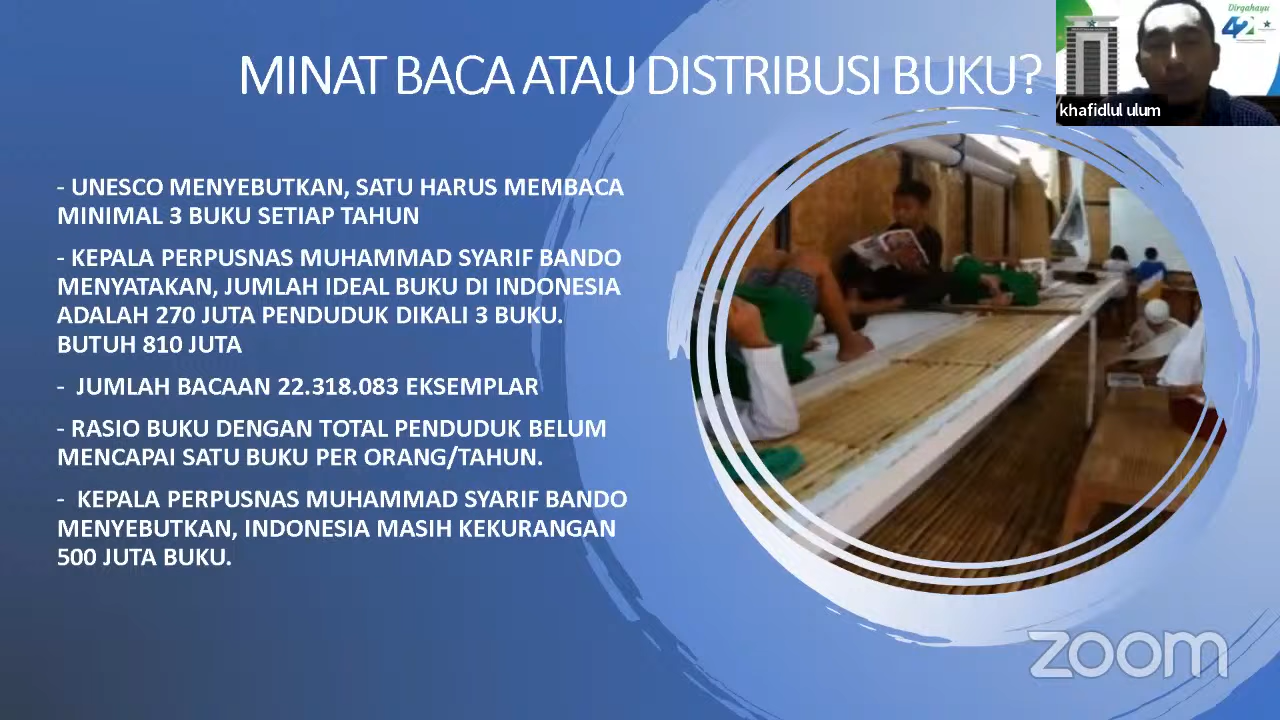 MINAT BACA ATAU DISTRIBUSI BUKU?
Dirgahayu
42
khafidlul ulum
- UNESCO MENYEBUTKAN, SATU HARUS MEMBACA
MINIMAL 3 BUKU SETIAP TAHUN
- KEPALA PERPUSNAS MUHAMMAD SYARIF BANDO
MENYATAKAN, JUMLAH IDEAL BUKU DI INDONESIA
ADALAH 270 JUTA PENDUDUK DIKALI 3 BUKU.
BUTUH 810 JUTA
- JUMLAH BACAAN 22.318.083 EKSEMPLAR
- RASIO BUKU DENGAN TOTAL PENDUDUK BELUM
MENCAPAI SATU BUKU PER ORANG/TAHUN.
- KEPALA PERPUSNAS MUHAMMAD SYARIF BANDO
MENYEBUTKAN, INDONESIA MASIH KEKURANGAN
500 JUTA BUKU.
zoom